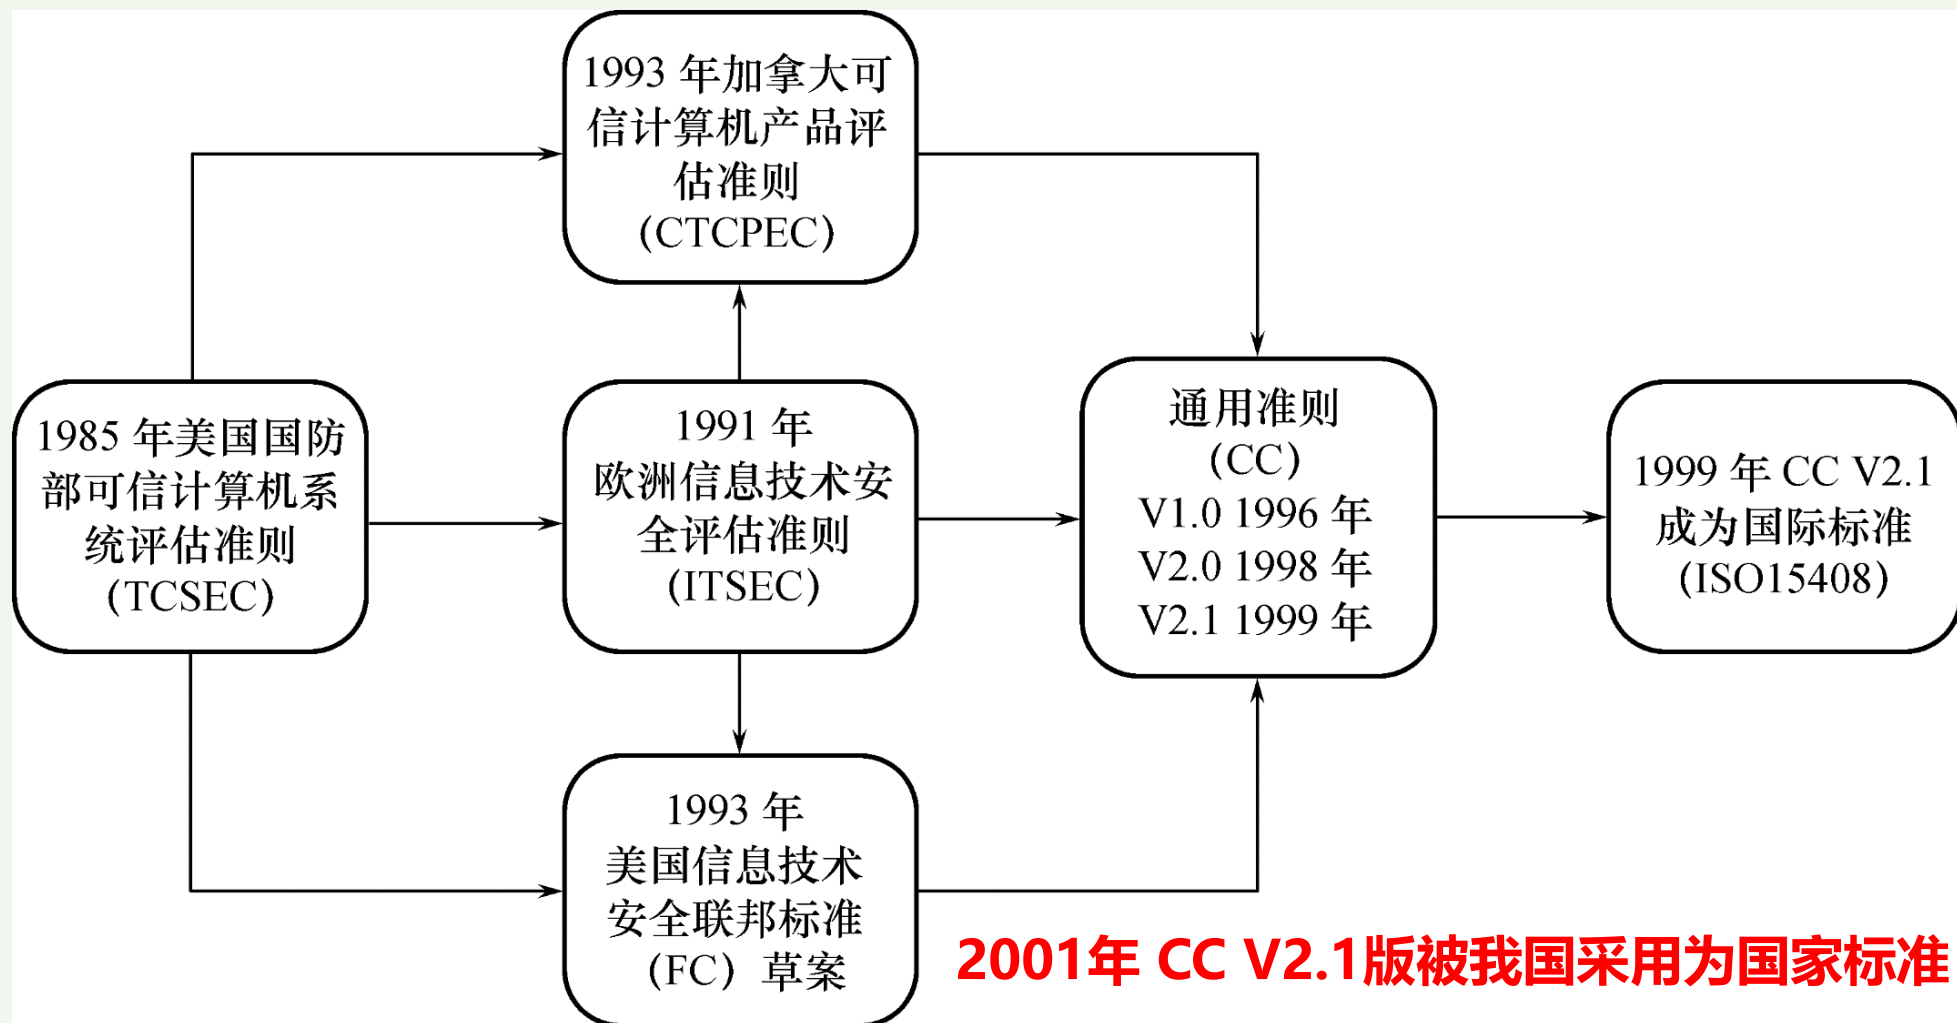 1993 年加拿大可
信计算机产品评
估准则
(CTCPEC)
1985 年美国国防
部可信计算机系
统评估准则
(TCSEC)
1991 年
欧洲信息技术安
全评估准则
(ITSEC)
通用准则
(CC)
V1.0 1996 年
V2.0 1998 年
V2.1 1999 年
1999 年 CC V2.1
成为国际标准
(ISO15408)
1993 年
美国信息技术
安全联邦标准
(FC) 草案
2001年 CC V2.1版被我国采用为国家标准